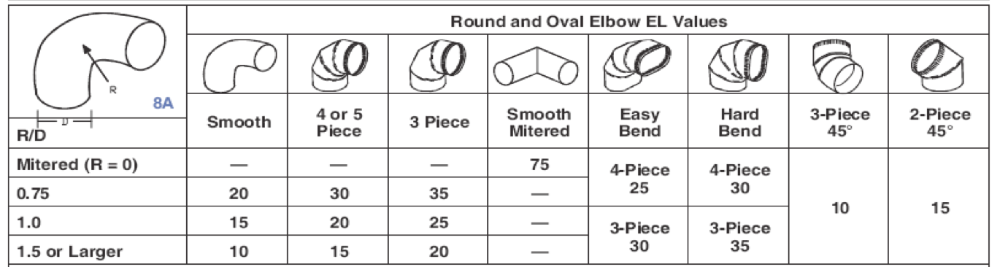 Round and Oval Elbow EL Values
R
8A
D
R/D
Smooth
4 or 5
Piece
3 Piece
Smooth
Mitered
Easy
Bend
Hard
Bend
3-Piece
45°
2-Piece
45°
Mitered (R = 0) — — — 75
0.75 20 30 35 —
1.0 15 20 25 —
1.5 or Larger 10 15 20 —
4-Piece
25
3-Piece
30
4-Piece
30
3-Piece
35
10
15